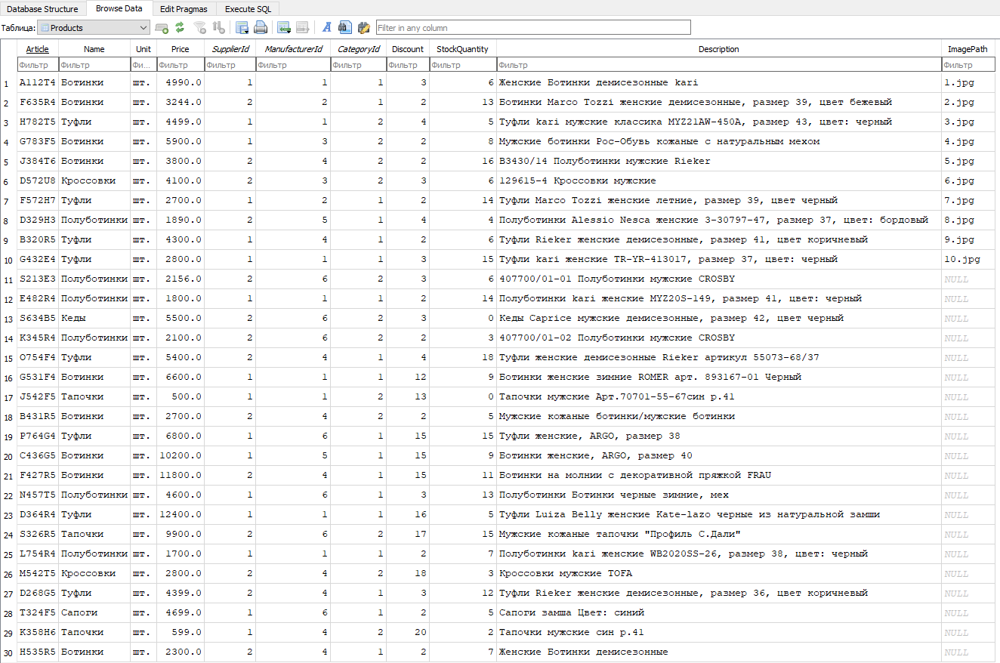 Database Structure Browse Data Edit Pragmas Execute SQL
Таблица: Products Filter in any column
Article Name Unit Price SupplierId ManufacturerId CategoryId Discount StockQuantity Description ImagePath
Фильтр Фильтр Фи... Фильтр Фильтр Фильтр Фильтр Фильтр Фильтр Фильтр Фильтр
1 A112T4 Ботинки шт. 4990.0 1 1 1 3 6 Женские Ботинки демисезонные kari 1.jpg
2 F635R4 Ботинки шт. 3244.0 2 2 1 2 13 Ботинки Marco Tozzi женские демисезонные, размер 39, цвет бежевый 2.jpg
3 H782T5 Туфли шт. 4499.0 1 1 2 4 5 Туфли kari мужские классика MYZ21AW-450A, размер 43, цвет: черный 3.jpg
4 G783F5 Ботинки шт. 5900.0 1 3 2 2 8 Мужские ботинки Рос-Обувь кожаные с натуральным мехом 4.jpg
5 J384T6 Ботинки шт. 3800.0 2 4 2 2 16 B3430/14 Полуботинки мужские Rieker 5.jpg
6 D572U8 Кроссовки шт. 4100.0 2 3 2 3 6 129615-4 Кроссовки мужские 6.jpg
7 F572H7 Туфли шт. 2700.0 1 2 1 2 14 Туфли Marco Tozzi женские летние, размер 39, цвет черный 7.jpg
8 D329H3 Полуботинки шт. 1890.0 2 5 1 4 4 Полуботинки Alessio Nesca женские 3-30797-47, размер 37, цвет: бордовый 8.jpg
9 B320R5 Туфли шт. 4300.0 1 4 1 2 6 Туфли Rieker женские демисезонные, размер 41, цвет коричневый 9.jpg
10 G432E4 Туфли шт. 2800.0 1 1 1 3 15 Туфли kari женские TR-YR-413017, размер 37, цвет: черный 10.jpg
11 S213E3 Полуботинки шт. 2156.0 2 6 2 3 6 407700/01-01 Полуботинки мужские CROSBY NULL
12 E482R4 Полуботинки шт. 1800.0 1 1 1 2 14 Полуботинки kari женские MYZ20S-149, размер 41, цвет: черный NULL
13 S634B5 Кеды шт. 5500.0 2 6 2 3 0 Кеды Caprice мужские демисезонные, размер 42, цвет черный NULL
14 K345R4 Полуботинки шт. 2100.0 2 6 2 2 3 407700/01-02 Полуботинки мужские CROSBY NULL
15 O754F4 Туфли шт. 5400.0 2 4 1 4 18 Туфли женские демисезонные Rieker артикул 55073-68/37 NULL
16 G531F4 Ботинки шт. 6600.0 1 1 1 12 9 Ботинки женские зимние ROMER арт. 893167-01 Черный NULL
17 J542F5 Тапочки шт. 500.0 1 1 2 13 0 Тапочки мужские Арт.70701-55-67син р.41 NULL
18 B431R5 Ботинки шт. 2700.0 2 4 2 2 5 Мужские кожаные ботинки/мужские ботинки NULL
19 P764G4 Туфли шт. 6800.0 1 6 1 15 15 Туфли женские, ARGO, размер 38 NULL
20 C436G5 Ботинки шт. 10200.0 1 5 1 15 9 Ботинки женские, ARGO, размер 40 NULL
21 F427R5 Ботинки шт. 11800.0 2 4 1 15 11 Ботинки на молнии с декоративной пряжкой FRAU NULL
22 N457T5 Полуботинки шт. 4600.0 1 6 1 3 13 Полуботинки Ботинки черные зимние, мех NULL
23 D364R4 Туфли шт. 12400.0 1 1 1 16 5 Туфли Luiza Belly женские Kate-lazo черные из натуральной замши NULL
24 S326R5 Тапочки шт. 9900.0 2 6 2 17 15 Мужские кожаные тапочки "Профиль С.Дали" NULL
25 L754R4 Полуботинки шт. 1700.0 1 1 1 2 7 Полуботинки kari женские WB2020SS-26, размер 38, цвет: черный NULL
26 M542T5 Кроссовки шт. 2800.0 2 4 2 18 3 Кроссовки мужские TOFA NULL
27 D268G5 Туфли шт. 4399.0 2 4 1 3 12 Туфли Rieker женские демисезонные, размер 36, цвет коричневый NULL
28 T324F5 Сапоги шт. 4699.0 1 6 1 2 5 Сапоги замша Цвет: синий NULL
29 K358H6 Тапочки шт. 599.0 1 4 2 20 2 Тапочки мужские син р.41 NULL
30 H535R5 Ботинки шт. 2300.0 2 4 1 2 7 Женские Ботинки демисезонные NULL